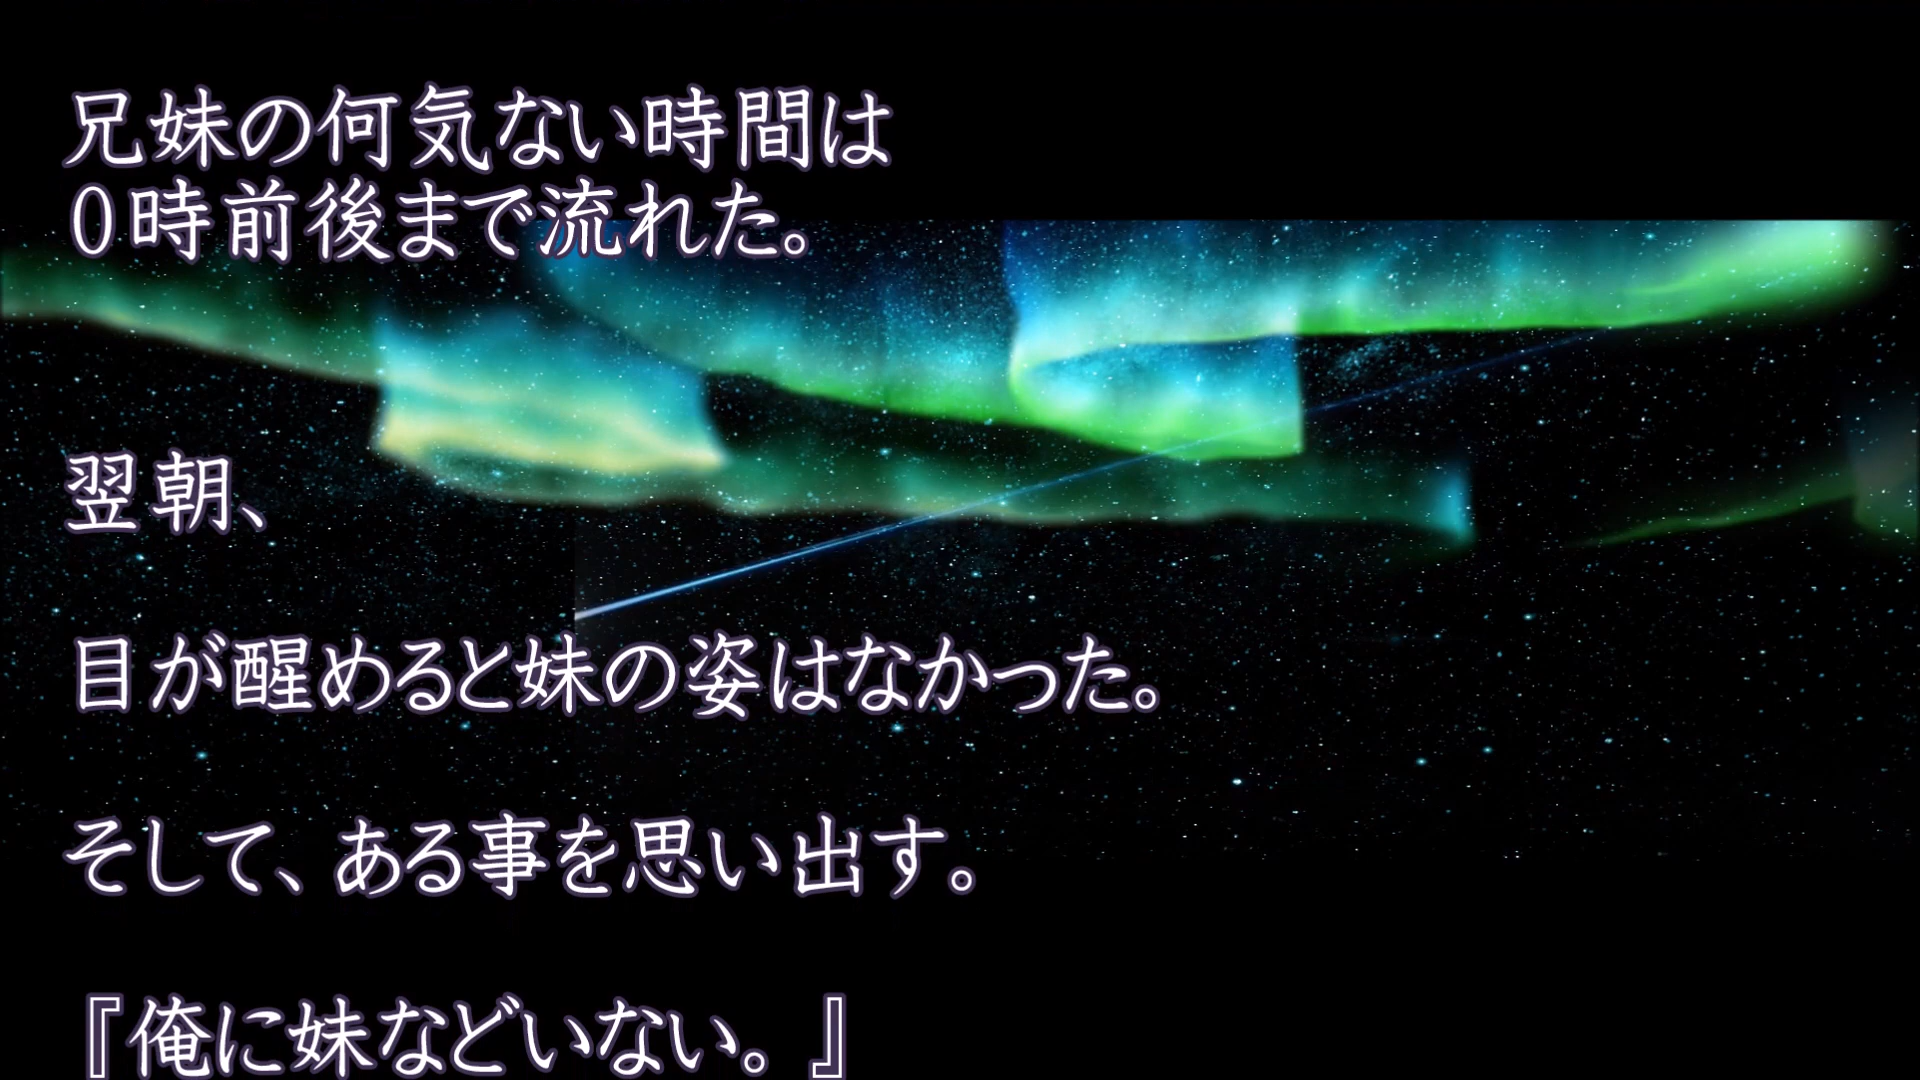 兄妹の何気ない時間は
０時前後まで流れた。
翌朝、
目が醒めると妹の姿はなかった。
そして、ある事を思い出す。
『俺に妹などいない。』